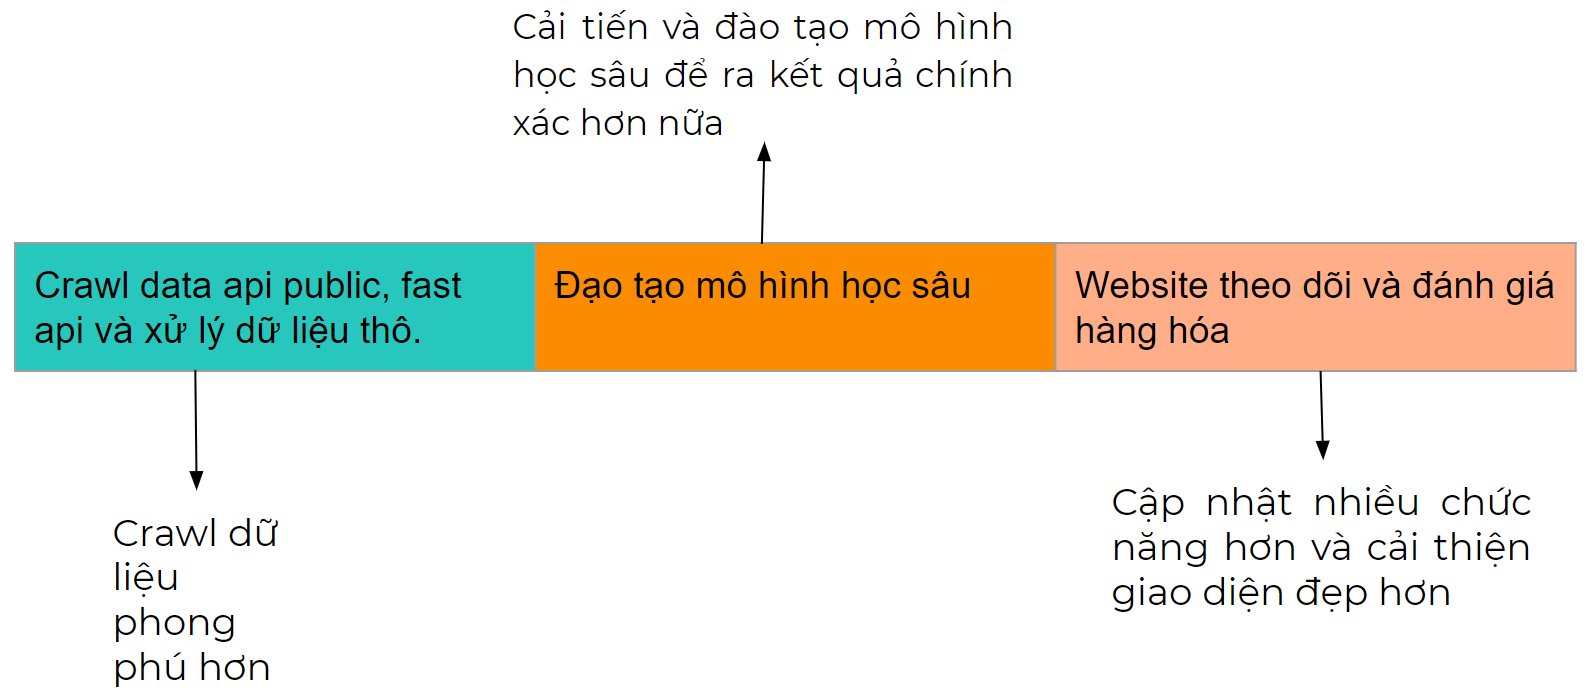 Cải tiến và đào tạo mô hình
học sâu để ra kết quả chính
xác hơn nữa
Crawl data api public, fast
api và xử lý dữ liệu thô.
Đạo tạo mô hình học sâu
Website theo dõi và đánh giá
hàng hóa
Crawl dữ
liệu
phong
phú hơn
Cập nhật nhiều chức
năng hơn và cải thiện
giao diện đẹp hơn